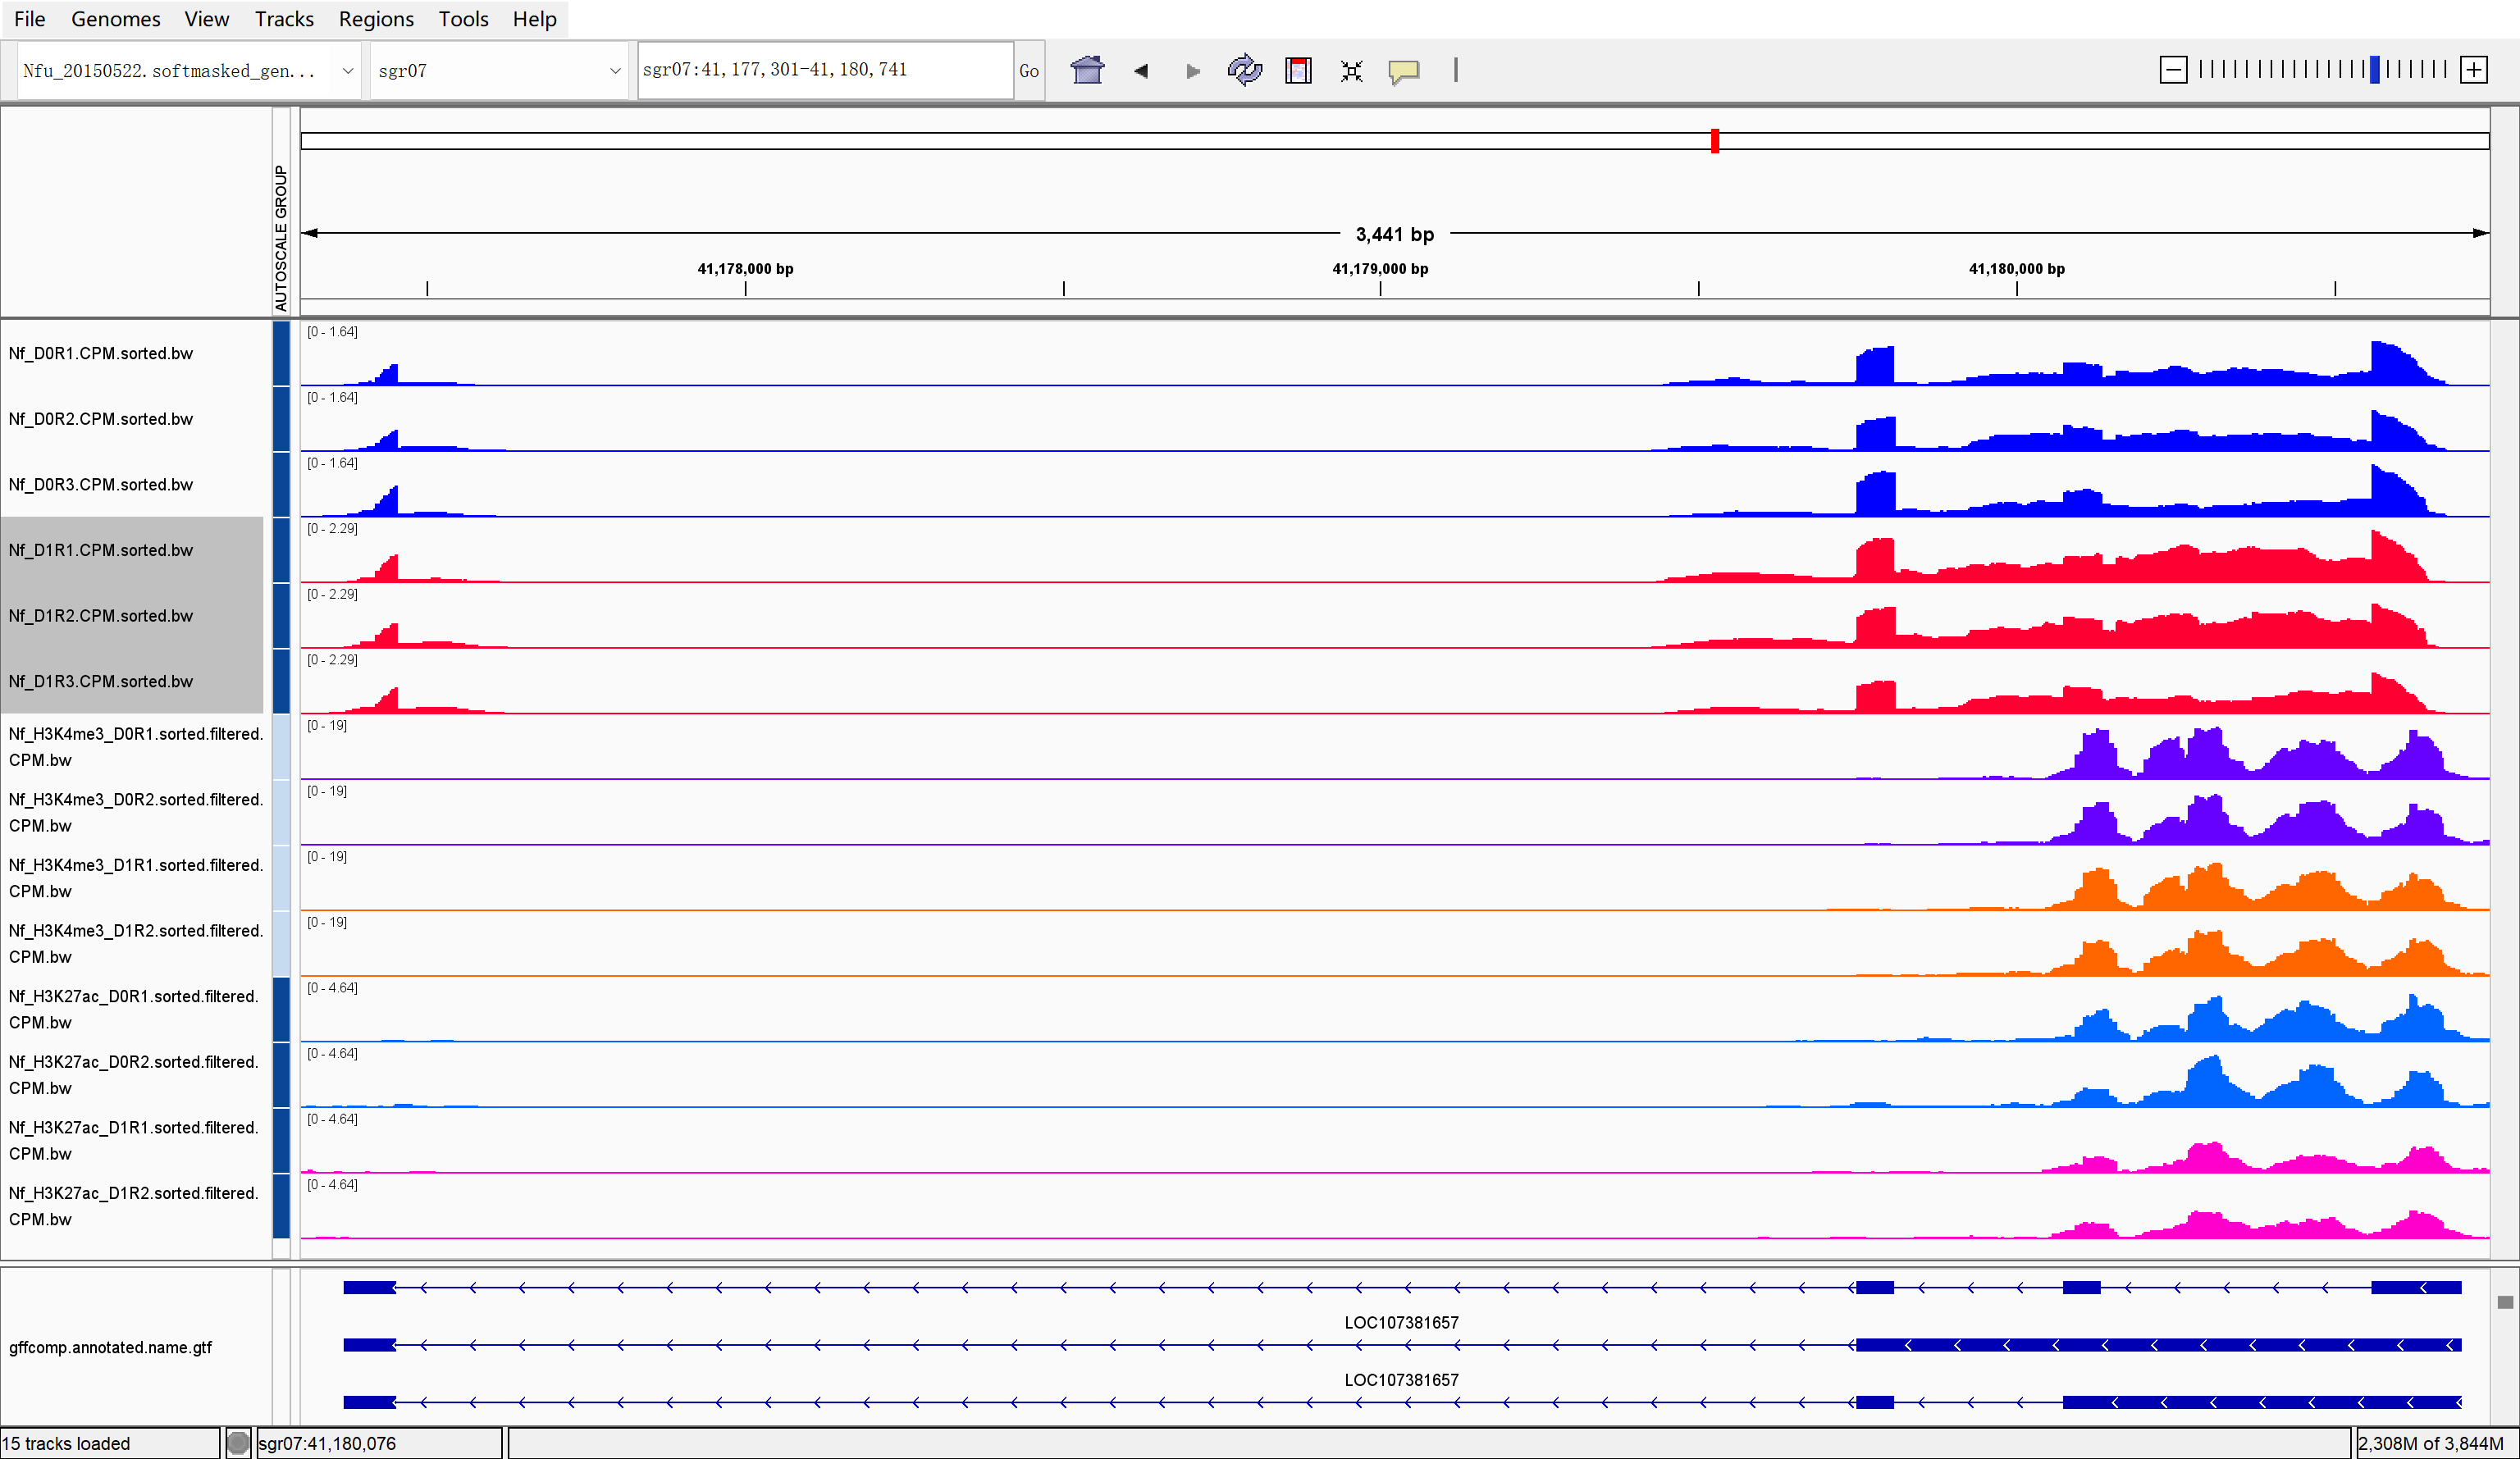 File Genomes View Tracks Regions Tools Help
Nfu_20150522.softmasked_gen... sgr07 sgr07:41,177,301-41,180,741 Go
AUTOSCALE GROUP
3,441 bp
41,178,000 bp 41,179,000 bp 41,180,000 bp
[0 - 1.64]
Nf_D0R1.CPM.sorted.bw
[0 - 1.64]
Nf_D0R2.CPM.sorted.bw
[0 - 1.64]
Nf_D0R3.CPM.sorted.bw
[0 - 2.29]
Nf_D1R1.CPM.sorted.bw
[0 - 2.29]
Nf_D1R2.CPM.sorted.bw
[0 - 2.29]
Nf_D1R3.CPM.sorted.bw
[0 - 19]
Nf_H3K4me3_D0R1.sorted.filtered.
CPM.bw
[0 - 19]
Nf_H3K4me3_D0R2.sorted.filtered.
CPM.bw
[0 - 19]
Nf_H3K4me3_D1R1.sorted.filtered.
CPM.bw
[0 - 19]
Nf_H3K4me3_D1R2.sorted.filtered.
CPM.bw
[0 - 4.64]
Nf_H3K27ac_D0R1.sorted.filtered.
CPM.bw
[0 - 4.64]
Nf_H3K27ac_D0R2.sorted.filtered.
CPM.bw
[0 - 4.64]
Nf_H3K27ac_D1R1.sorted.filtered.
CPM.bw
[0 - 4.64]
Nf_H3K27ac_D1R2.sorted.filtered.
CPM.bw
LOC107381657
gffcomp.annotated.name.gtf
LOC107381657
15 tracks loaded sgr07:41,180,076 2,308M of 3,844M